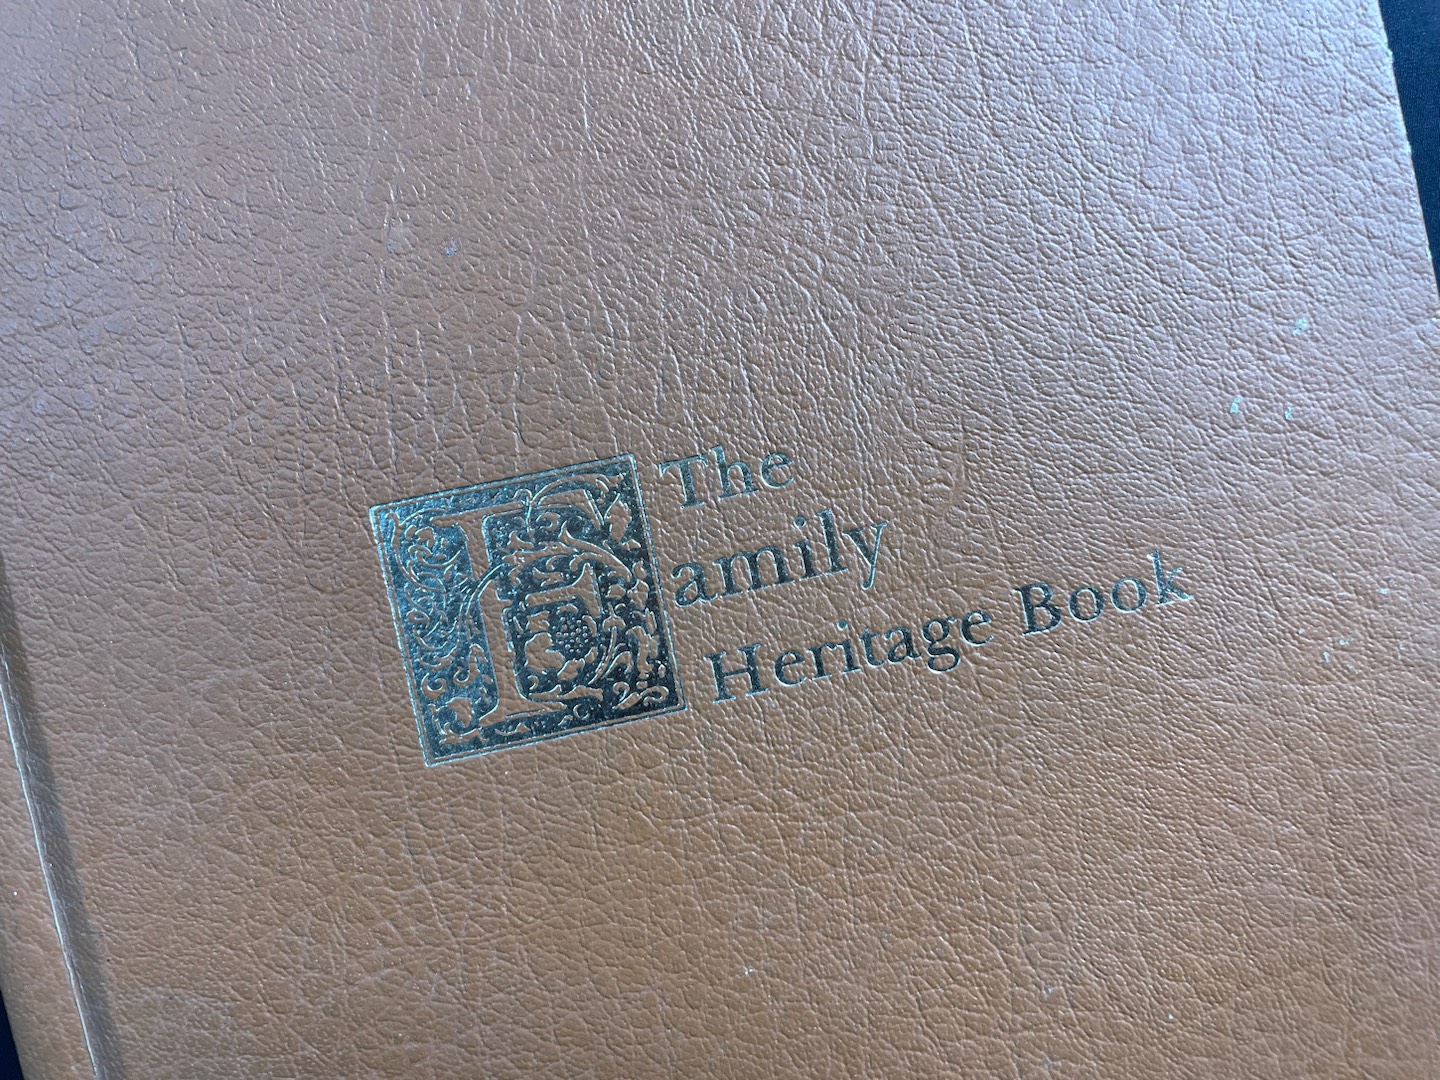 The
Family
Heritage Book